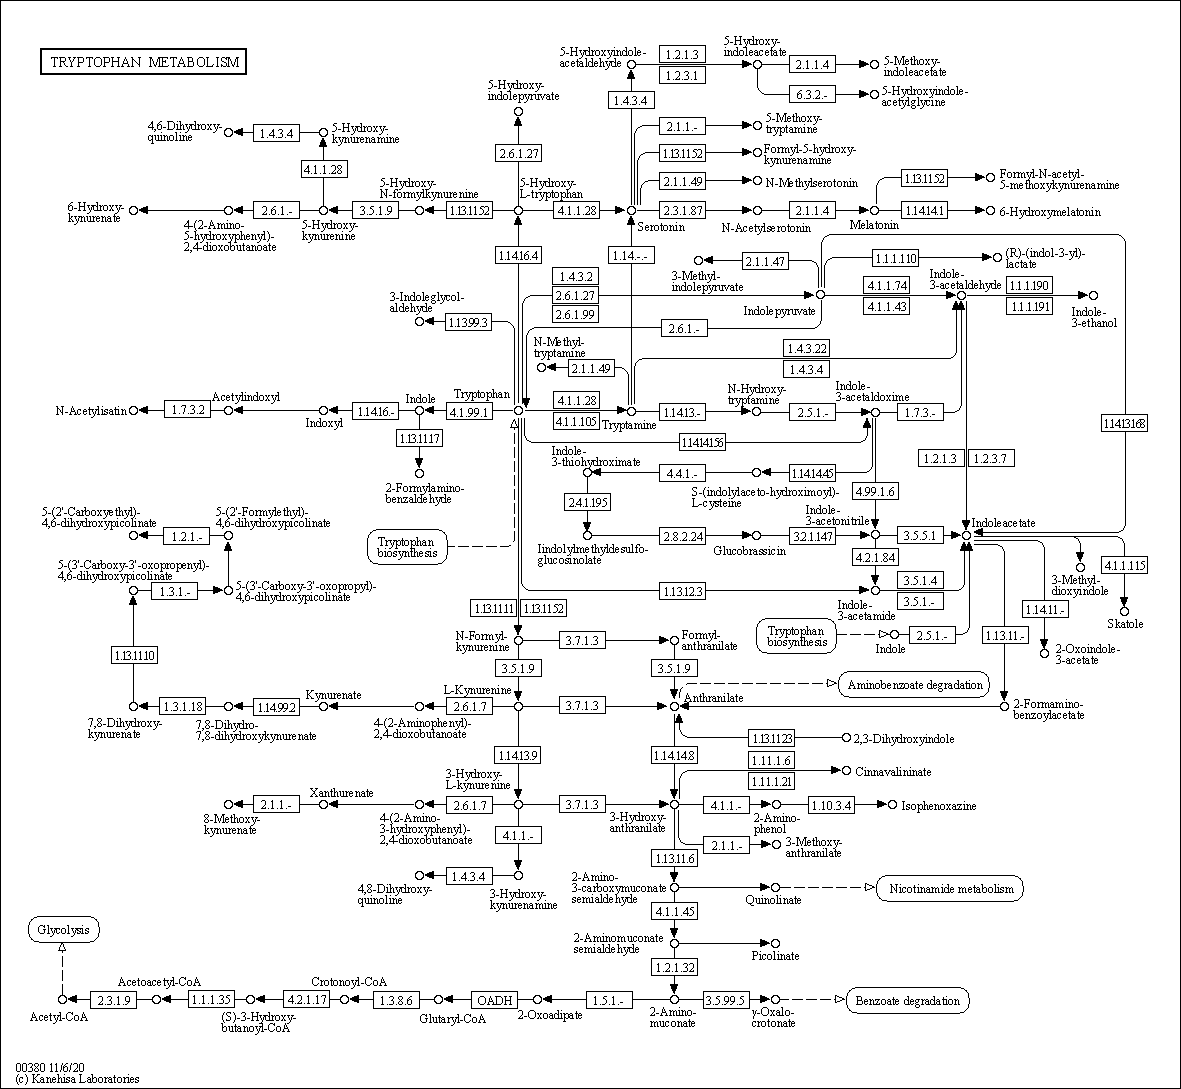 TRYPTOPHAN METABOLISM
5-Hydroxyindole-
acetaldehyde
1.2.1.3
1.2.3.1
5-Hydroxy-
indoleacetate
2.1.1.4
5-Methoxy-
indoleacetate
6.3.2.-
5-Hydroxyindole-
acetylglycine
5-Hydroxy-
indolepyruvate
1.4.3.4
4,6-Dihydroxy-
quinoline
1.4.3.4
5-Hydroxy-
kynurenamine
2.1.1.-
5-Methoxy-
tryptamine
2.6.1.27
1.13.11.52
Formyl-5-hydroxy-
kynurenamine
4.1.1.28
2.1.1.49
N-Methylserotonin
1.13.11.52
Formyl-N-acetyl-
5-methoxykynurenamine
5-Hydroxy-
N-formylkynurenine
5-Hydroxy-
L-tryptophan
6-Hydroxy-
kynurenate
2.6.1.-
3.5.1.9
1.13.11.52
4.1.1.28
2.3.1.87
2.1.1.4
1.14.14.1
6-Hydroxymelatonin
4-(2-Amino-
5-hydroxyphenyl)-
2,4-dioxobutanoate
5-Hydroxy-
kynurenine
Serotonin
N-Acetylserotonin
Melatonin
1.14.16.4
1.14.-.-
2.1.1.47
3-Methyl-
indolepyruvate
1.1.1.110
(R)-(indol-3-yl)-
lactate
1.4.3.2
2.6.1.27
2.6.1.99
4.1.1.74
4.1.1.43
Indole-
3-acetaldehyde
1.1.1.190
1.1.1.191
Indole-
3-ethanol
3-Indoleglycol-
aldehyde
1.13.99.3
2.6.1.-
Indolepyruvate
N-Methyl-
tryptamine
2.1.1.49
1.4.3.22
1.4.3.4
N-Acetylisatin
1.7.3.2
Acetylindoxyl
Indoxyl
1.14.16.-
Indole
4.1.99.1
Tryptophan
4.1.1.28
4.1.1.105
Tryptamine
1.14.13.-
N-Hydroxy-
tryptamine
2.5.1.-
Indole-
3-acetaldoxime
1.7.3.-
1.14.13.168
1.13.11.7
1.14.14.156
2-Formylamino-
benzaldehyde
Indole-
3-thiohydroximate
4.4.1.-
1.14.14.45
S-(indolylaceto-hydroximoyl)-
L-cysteine
1.2.1.3
1.2.3.7
2.4.1.195
4.99.1.6
5-(2'-Carboxyethyl)-
4,6-dihydroxypicolinate
5-(2'-Formylethyl)-
4,6-dihydroxypicolinate
1.2.1.-
Tryptophan
biosynthesis
Iindolylmethyldesulfo-
glucosinolate
2.8.2.24
Glucobrassicin
3.2.1.147
Indole-
3-acetonitrile
3.5.5.1
Indoleacetate
4.2.1.84
4.1.1.115
5-(3'-Carboxy-3'-oxopropenyl)-
4,6-dihydroxypicolinate
1.3.1.-
5-(3'-Carboxy-3'-oxopropyl)-
4,6-dihydroxypicolinate
1.13.12.3
Indole-
3-acetamide
3.5.1.4
3.5.1.-
3-Methyl-
dioxyindole
1.14.11.-
Skatole
1.13.11.11
1.13.11.52
Tryptophan
biosynthesis
Indole
2.5.1.-
1.13.11.-
2-Oxoindole-
3-acetate
N-Formyl-
kynurenine
3.7.1.3
Formyl-
anthranilate
1.13.11.10
3.5.1.9
3.5.1.9
Aminobenzoate degradation
7,8-Dihydroxy-
kynurenate
1.3.1.18
7,8-Dihydro-
7,8-dihydroxykynurenate
1.14.99.2
Kynurenate
4-(2-Aminophenyl)-
2,4-dioxobutanoate
2.6.1.7
L-Kynurenine
3.7.1.3
Anthranilate
2-Formamino-
benzoylacetate
1.14.13.9
1.14.14.8
1.13.11.23
2,3-Dihydroxyindole
1.11.1.6
1.11.1.21
Cinnavalininate
8-Methoxy-
kynurenate
2.1.1.-
Xanthurenate
4-(2-Amino-
3-hydroxyphenyl)-
2,4-dioxobutanoate
2.6.1.7
3-Hydroxy-
L-kynurenine
3.7.1.3
3-Hydroxy-
anthranilate
4.1.1.-
2-Amino-
phenol
1.10.3.4
Isophenoxazine
4.1.1.-
2.1.1.-
3-Methoxy-
anthranilate
1.13.11.6
4,8-Dihydroxy-
quinoline
1.4.3.4
3-Hydroxy-
kynurenamine
2-Amino-
3-carboxymuconate
semialdehyde
Quinolinate
Nicotinamide metabolism
4.1.1.45
Glycolysis
2-Aminomuconate
semialdehyde
Picolinate
1.2.1.32
Acetyl-CoA
2.3.1.9
Acetoacetyl-CoA
1.1.1.35
(S)-3-Hydroxy-
butanoyl-CoA
4.2.1.17
Crotonoyl-CoA
1.3.8.6
Glutaryl-CoA
OADH
2-Oxoadipate
1.5.1.-
2-Amino-
muconate
3.5.99.5
γ-Oxalo-
crotonate
Benzoate degradation
00380 11/6/20
(c) Kanehisa Laboratories